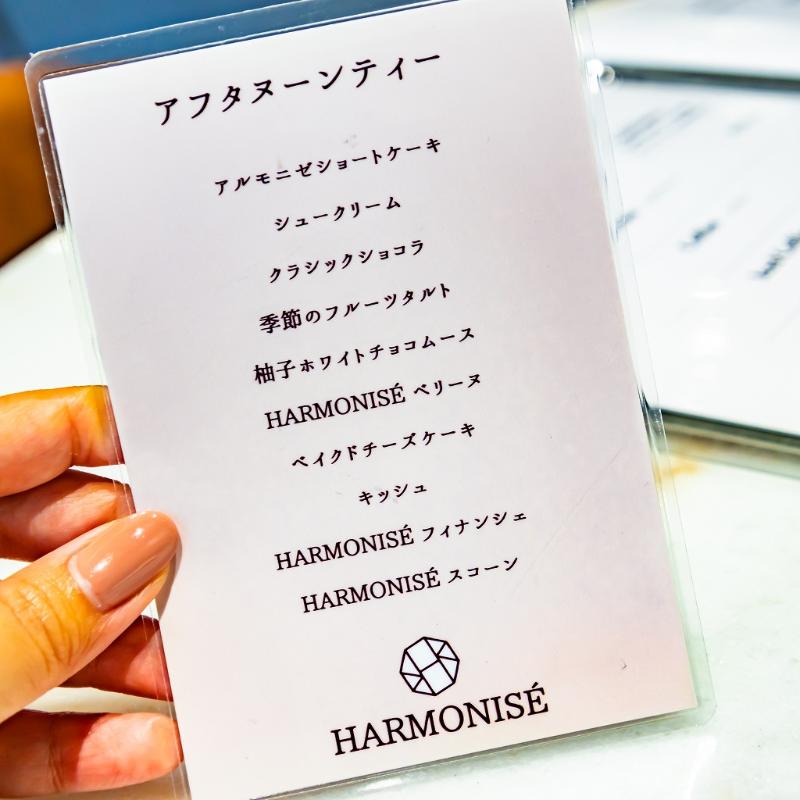 アフタヌーンティー
アルモニゼショートケーキ
シュークリーム
クラシックショコラ
季節のフルーツタルト
柚子ホワイトチョコムース
HARMONISÉ ベリーヌ
ベイクドチーズケーキ
キッシュ
HARMONISÉ フィナンシェ
HARMONISÉ スコーン
HARMONISÉ